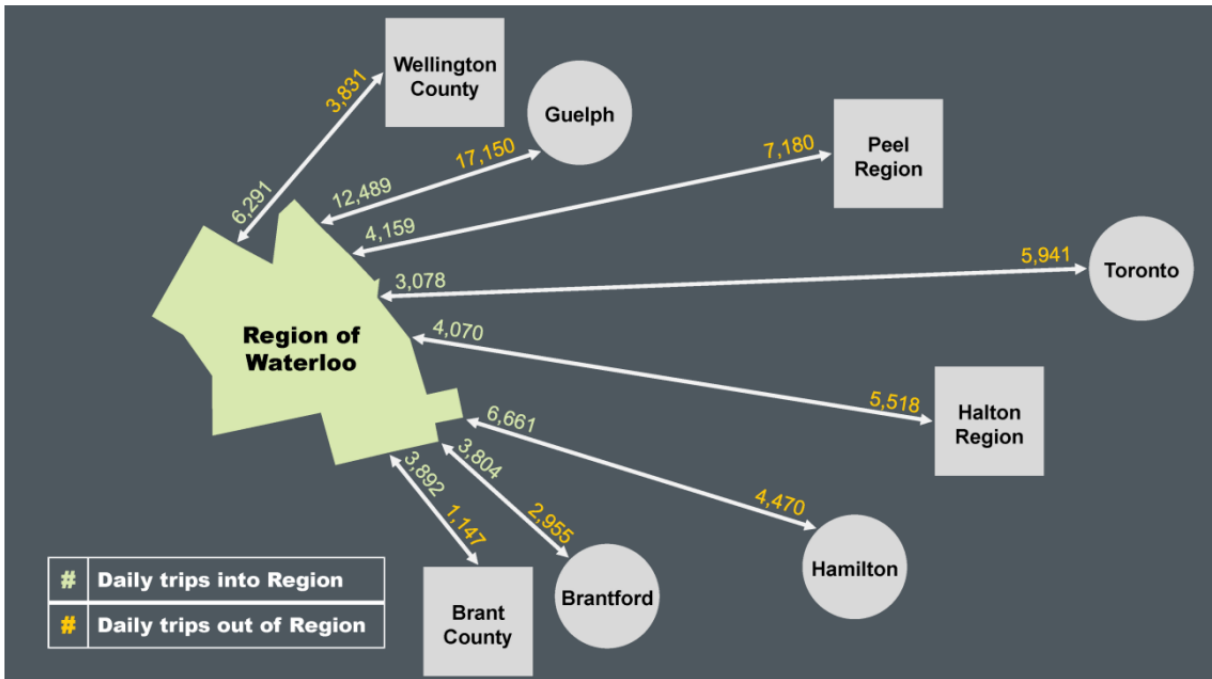 Wellington
County
3,831
6,291
Guelph
17,150
12,489
Peel
Region
7,180
4,159
Toronto
5,941
3,078
Region of
Waterloo
4,070
5,518
Halton
Region
6,661
4,470
Hamilton
3,804
2,955
Brantford
3,892
1,147
Brant
County
# Daily trips into Region
# Daily trips out of Region